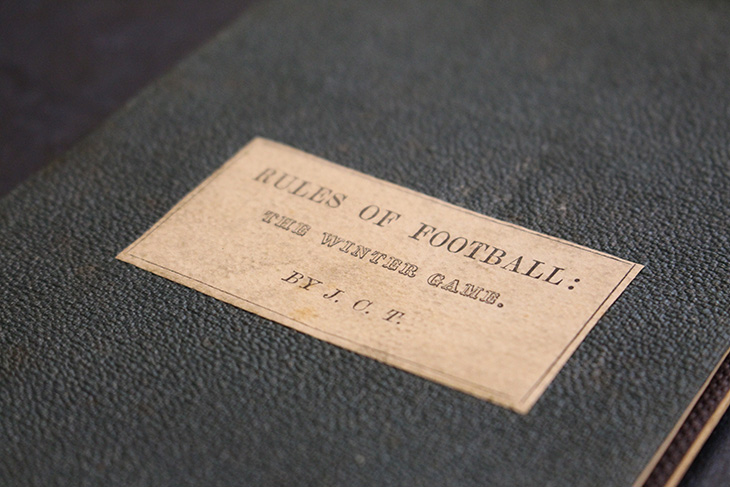 RULES OF FOOTBALL:
THE WINTER GAME.
BY J. C. T.